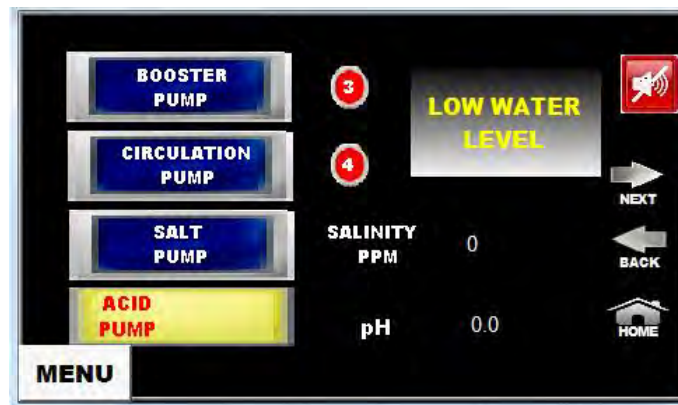 BOOSTER
PUMP
3
LOW WATER
LEVEL
CIRCULATION
PUMP
4
NEXT
SALT
PUMP
SALINITY
PPM
0
BACK
ACID
PUMP
pH
0.0
HOME
MENU